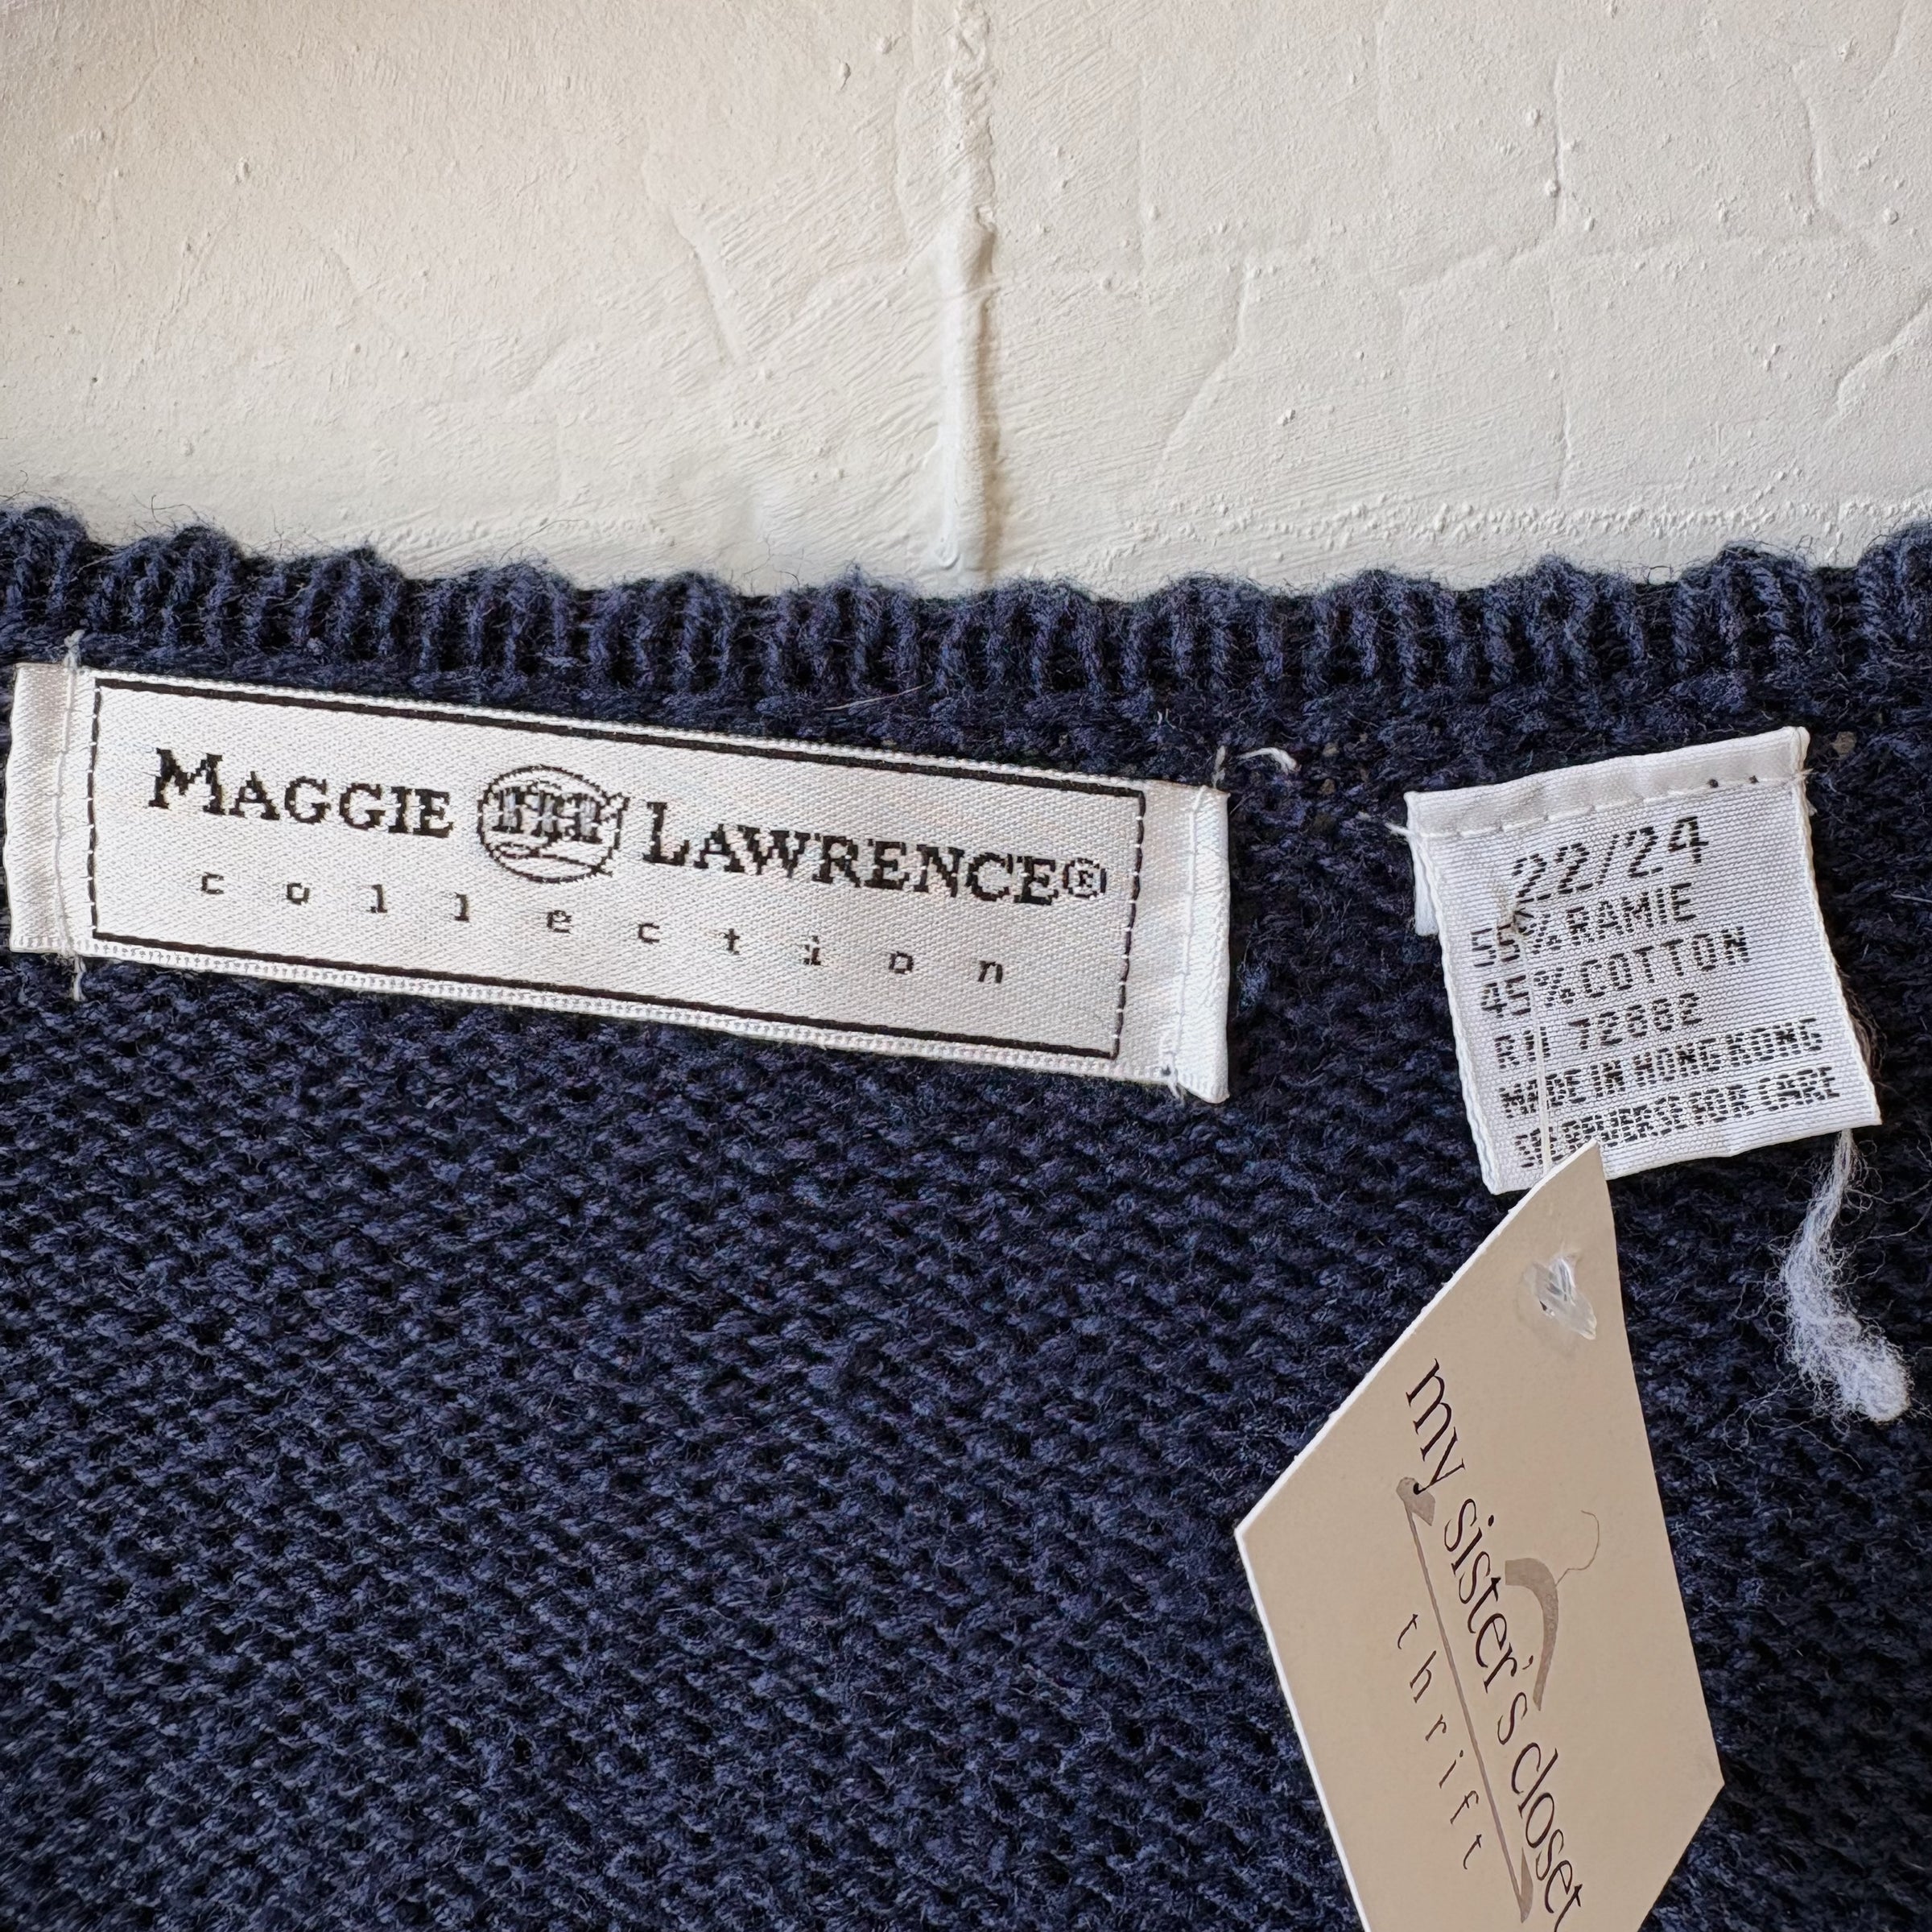 MAGGIE LAWRENCE®
collection
22/24
55%RAMIE
45%COTTON
RN 72882
MADE IN HONG KONG
SEE REVERSE FOR CARE
my sister's closet
thrift